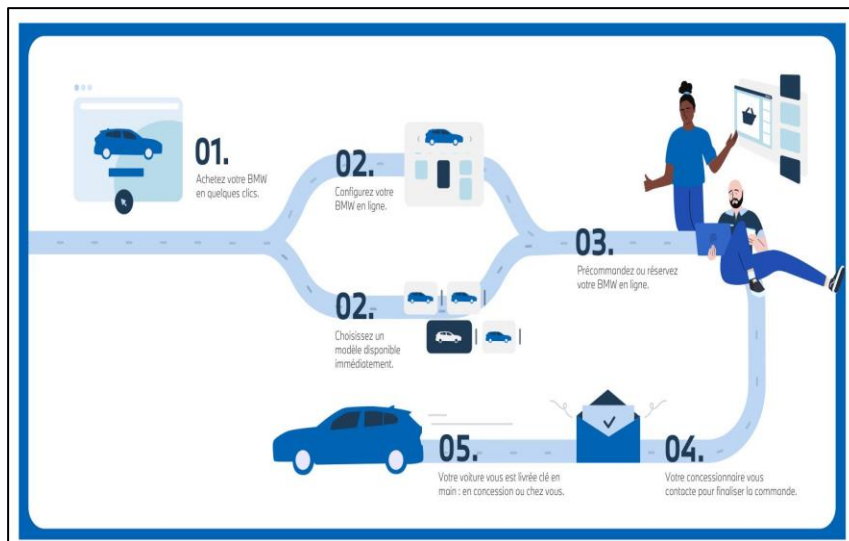 01.
Achetez votre BMW
en quelques clics.
02.
Configurez votre
BMW en ligne.
02.
Choisissez un
modèle disponible
immédiatement.
03.
Précommandez ou réservez
votre BMW en ligne.
04.
Votre concessionnaire vous
contacte pour finaliser la commande.
05.
Votre voiture vous est livrée clé en
main : en concession ou chez vous.